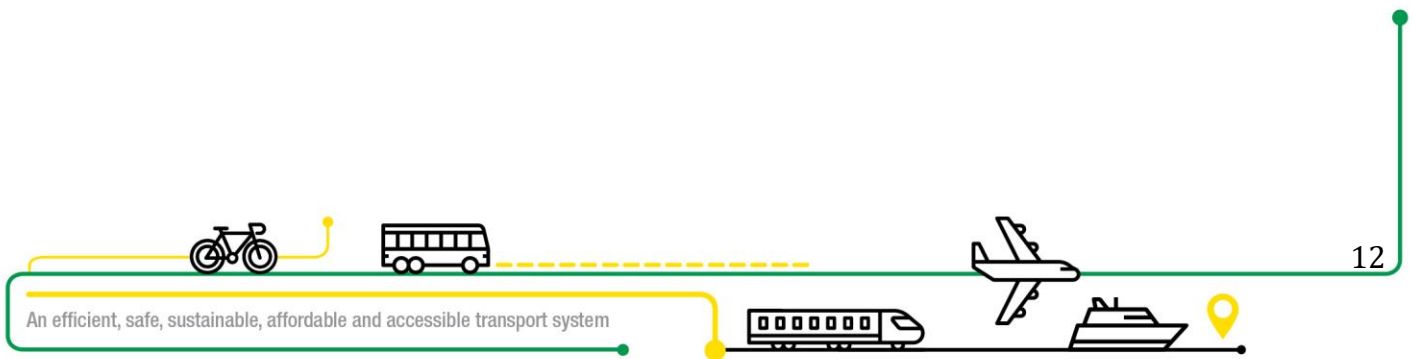 12
An efficient, safe, sustainable, affordable and accessible transport system